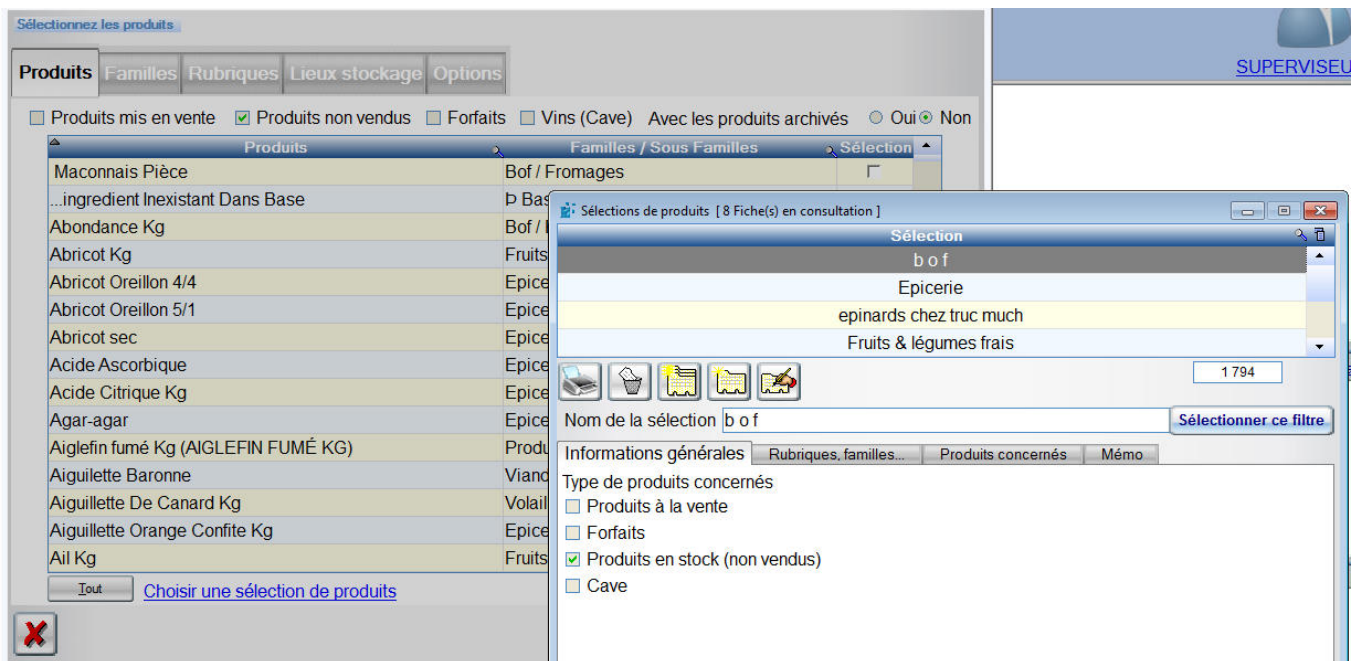 Sélectionnez les produits
Produits Familles Rubriques Lieux stockage Options
SUPERVISEU
Produits mis en vente Produits non vendus Forfaits Vins (Cave) Avec les produits archivés Oui Non
Produits Familles / Sous Familles Sélection
Maconnais Pièce Bof / Fromages
...ingredient Inexistant Dans Base Þ Bas
Abondance Kg Bof /
Abricot Kg Fruits
Abricot Oreillon 4/4 Epice
Abricot Oreillon 5/1 Epice
Abricot sec Epice
Acide Ascorbique Epice
Acide Citrique Kg Epice
Agar-agar Epice
Aiglefin fumé Kg (AIGLEFIN FUMÉ KG) Produ
Aiguilette Baronne Viand
Aiguillette De Canard Kg Volail
Aiguillette Orange Confite Kg Epice
Ail Kg Fruits
Tout Choisir une sélection de produits
Sélections de produits [ 8 Fiche(s) en consultation ]
Sélection
b o f
Epicerie
epinards chez truc much
Fruits & légumes frais
1 794
Nom de la sélection b o f Sélectionner ce filtre
Informations générales Rubriques, familles... Produits concernés Mémo
Type de produits concernés
Produits à la vente
Forfaits
Produits en stock (non vendus)
Cave